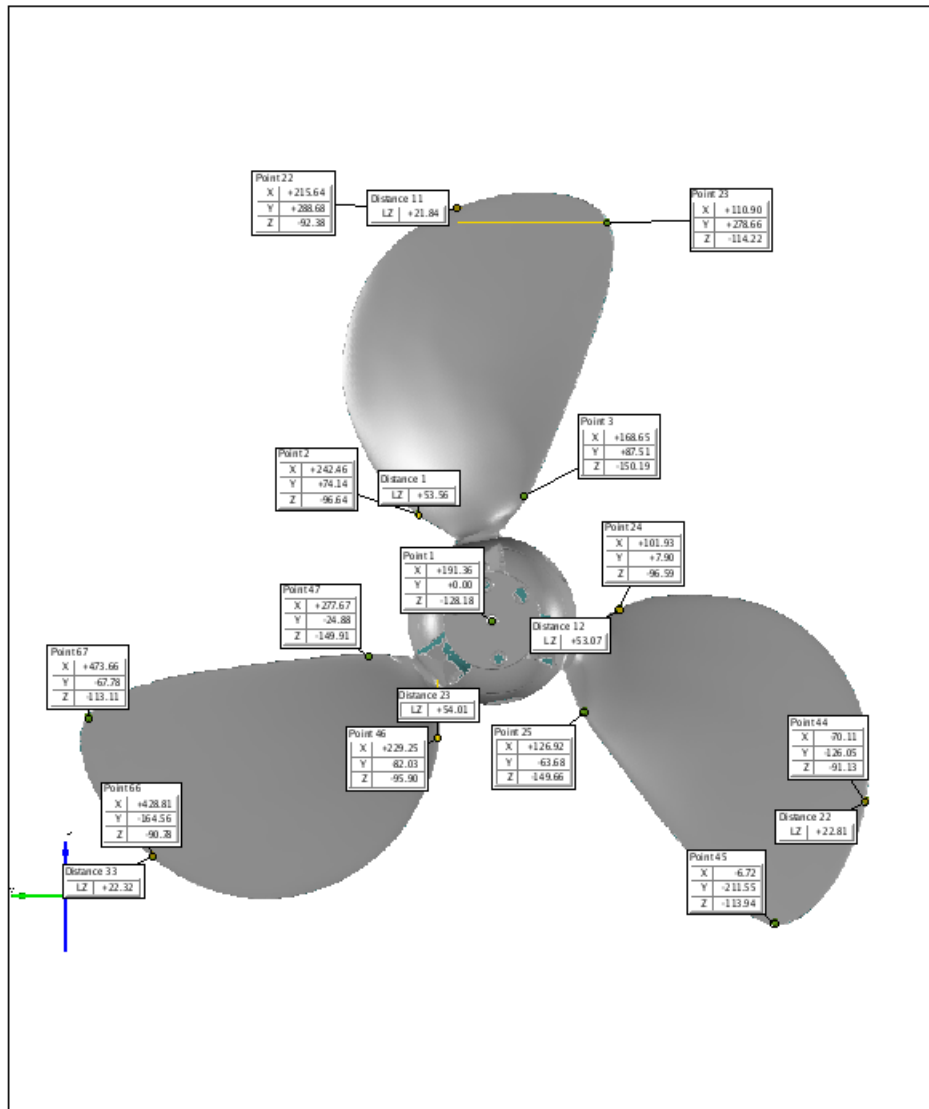 Point 22
X +215.64
Y +288.68
Z -92.38
Distance 11
LZ +21.84
Point 23
X +110.90
Y +278.66
Z -114.22
Point 2
X +242.46
Y +74.14
Z -96.64
Distance 1
LZ +53.56
Point 3
X +168.65
Y +87.51
Z -150.19
Point 1
X +191.36
Y +0.00
Z -128.18
Point 24
X +101.93
Y +7.90
Z -96.59
Distance 12
LZ +53.07
Point 47
X +277.67
Y -24.88
Z -149.91
Point 67
X +473.66
Y -67.78
Z -113.11
Distance 23
LZ +54.01
Point 46
X +229.25
Y -82.03
Z -95.90
Point 25
X +126.92
Y -63.68
Z -149.66
Point 44
X -70.11
Y -126.05
Z -91.13
Distance 22
LZ +22.81
Point 66
X +428.81
Y -164.56
Z -90.78
Distance 33
LZ +22.32
Point 45
X -6.72
Y -211.55
Z -113.94